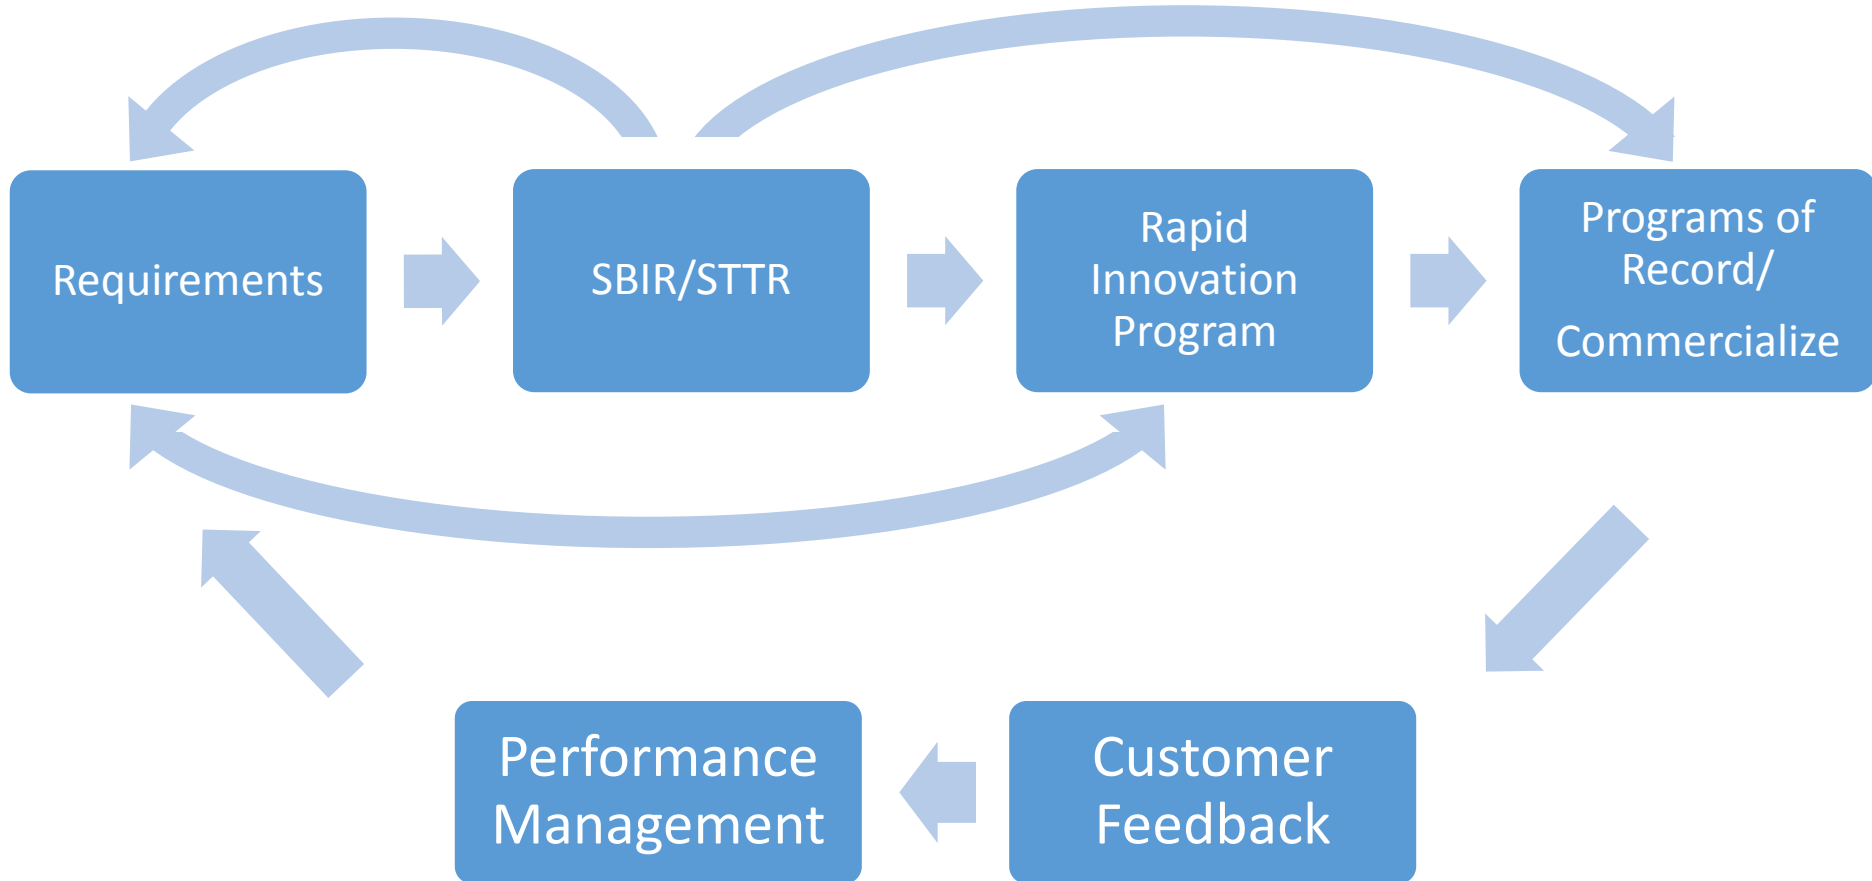 Requirements
SBIR/STTR
Rapid
Innovation
Program
Programs of
Record/
Commercialize
Performance
Management
Customer
Feedback